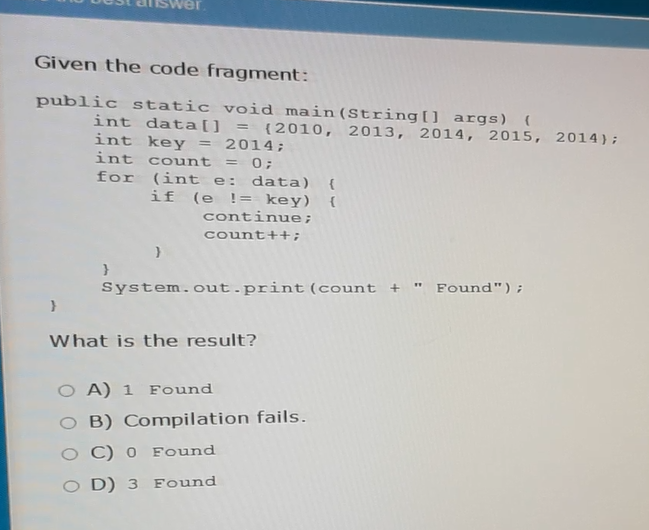 best answer.
Given the code fragment:
public static void main(String[] args) {
int data[] = {2010, 2013, 2014, 2015, 2014};
int key = 2014;
int count = 0;
for (int e: data) {
if (e != key) {
continue;
count++;
}
}
System.out.print(count + " Found");
}
What is the result?
A) 1 Found
B) Compilation fails.
C) 0 Found
D) 3 Found